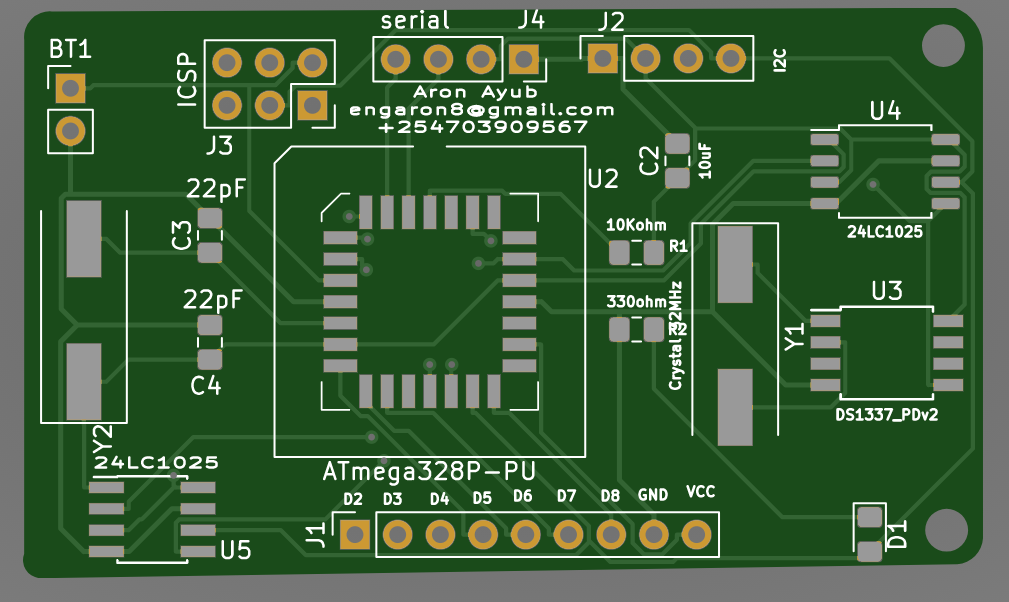 serial
J4
J2
BT1
ICSP
I2C
Aron Ayub
engaron8@gmail.com
+254703909567
J3
U4
C2
10uF
U2
22pF
C3
10Kohm
R1
24LC1025
22pF
330ohm
Crystal 32MHz
U3
Y1
C4
DS1337_PDv2
Y2
24LC1025
ATmega328P-PU
D2 D3 D4 D5 D6 D7 D8 GND VCC
J1
U5
D1